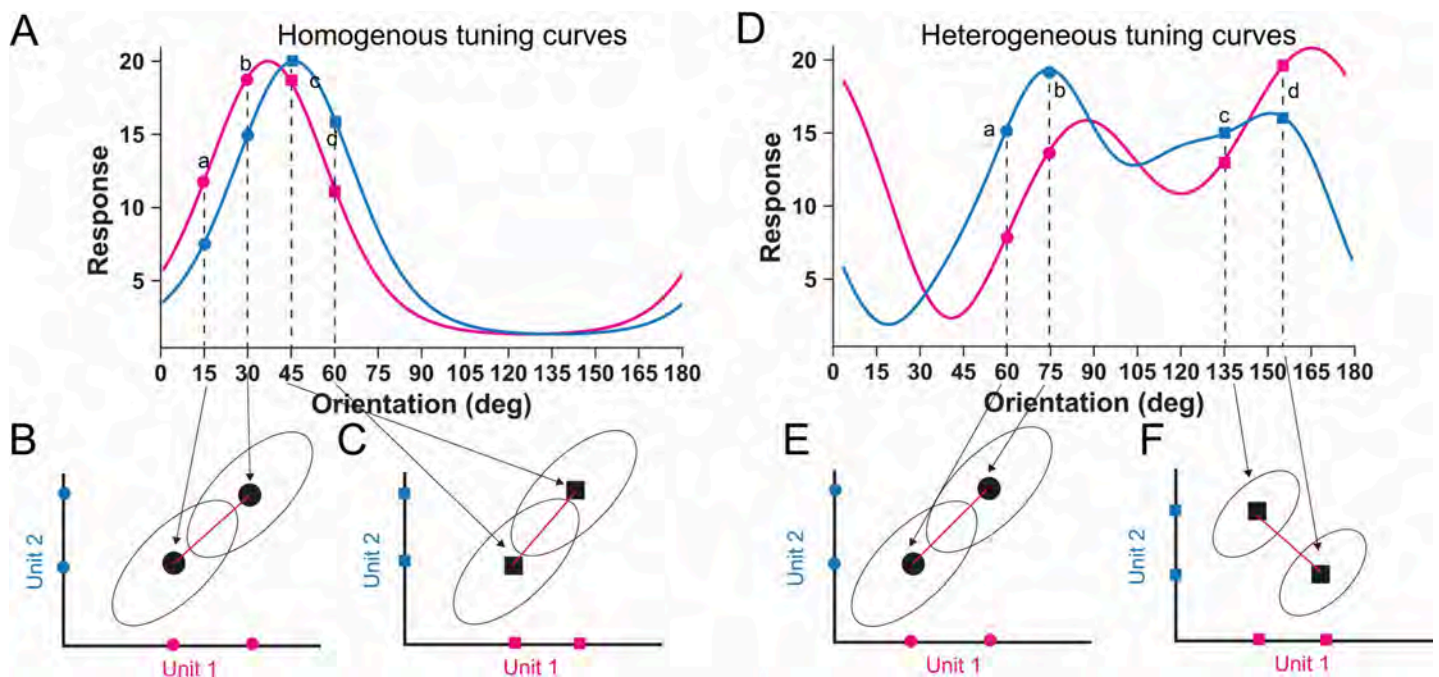 A
Homogenous tuning curves
20
15
10
5
Response
a
b
c
d
0 15 30 45 60 75 90 105 120 135 150 165 180
Orientation (deg)
B
Unit 2
Unit 1
C
Unit 2
Unit 1
D
Heterogeneous tuning curves
20
15
10
5
Response
a
b
c
d
0 15 30 45 60 75 90 105 120 135 150 165 180
Orientation (deg)
E
Unit 2
Unit 1
F
Unit 2
Unit 1